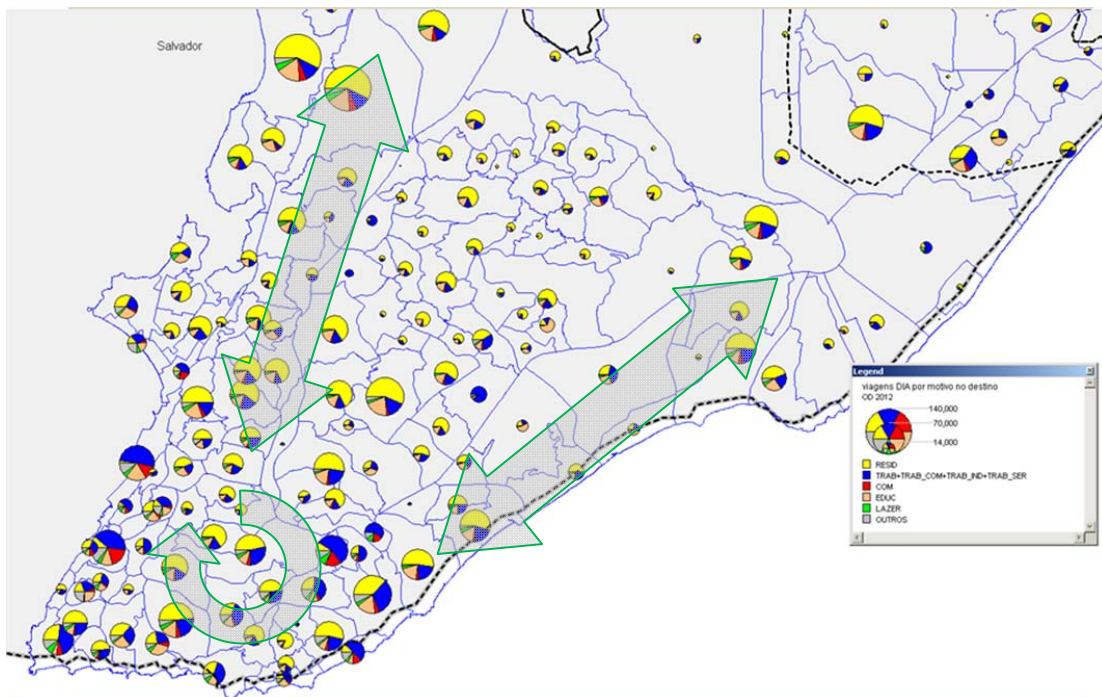 Salvador
Legend
viagens DIA por motivo no destino
OD 2012
140,000
70,000
14,000
RESID
TRAB+TRAB_COM+TRAB_IND+TRAB_SER
COM
EDUC
LAZER
OUTROS